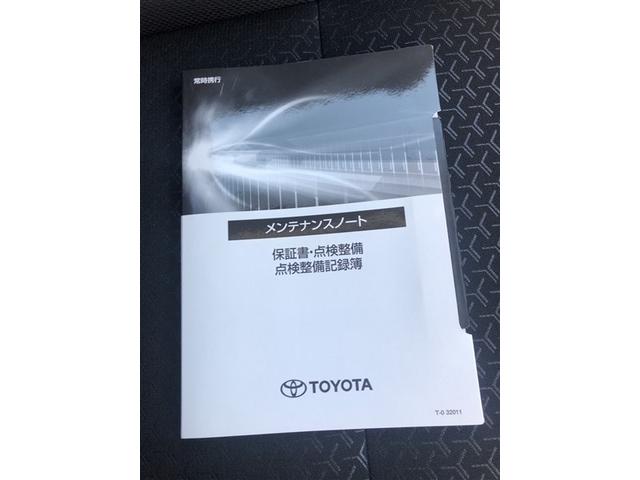 常時携行
メンテナンスノート
保証書・点検整備
点検整備記録簿
TOYOTA
T-0 32011